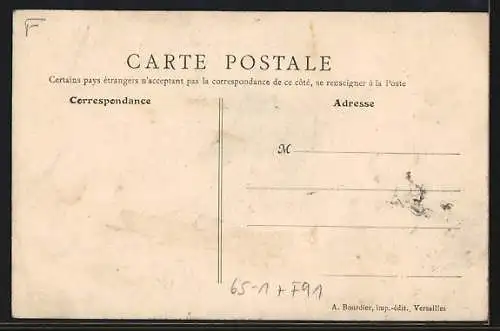 F
CARTE POSTALE
Certains pays étrangers n'acceptant pas la correspondance de ce côté, se renseigner à la Poste
Correspondance
Adresse
M
65-1 + F91
A. Bourdier, imp.-édit., Versailles